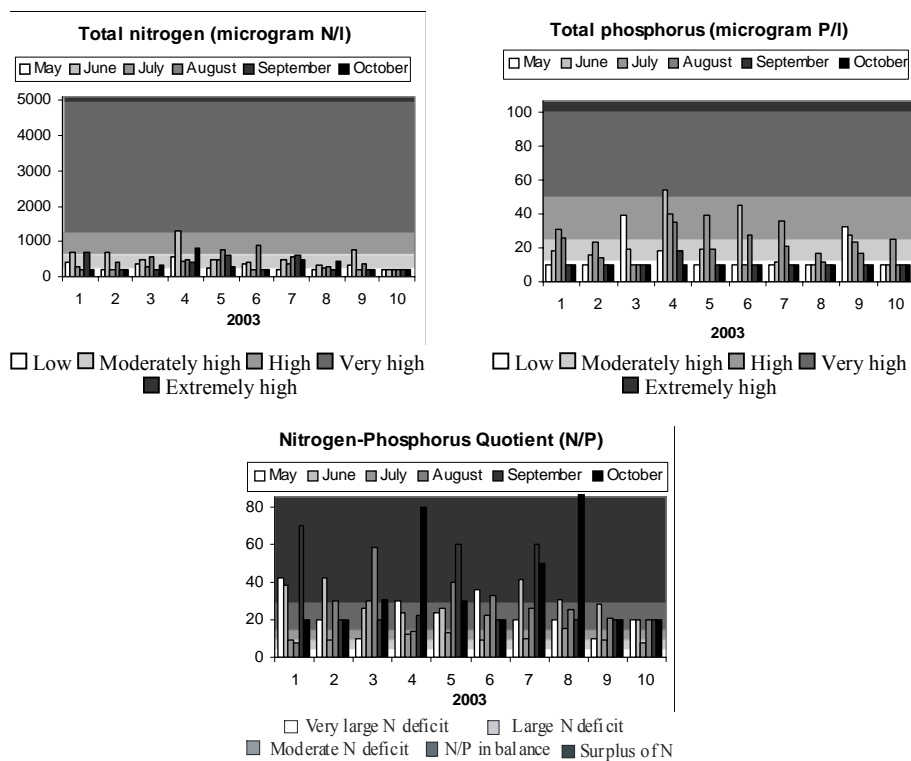 Total nitrogen (microgram N/l)
May June July August September October
5000
4000
3000
2000
1000
0
1 2 3 4 5 6 7 8 9 10
2003
Low Moderately high High Very high
Extremely high
Total phosphorus (microgram P/l)
May June July August September October
100
80
60
40
20
0
1 2 3 4 5 6 7 8 9 10
2003
Low Moderately high High Very high
Extremely high
Nitrogen-Phosphorus Quotient (N/P)
May June July August September October
80
60
40
20
0
1 2 3 4 5 6 7 8 9 10
2003
Very large N deficit Large N deficit
Moderate N deficit N/P in balance Surplus of N